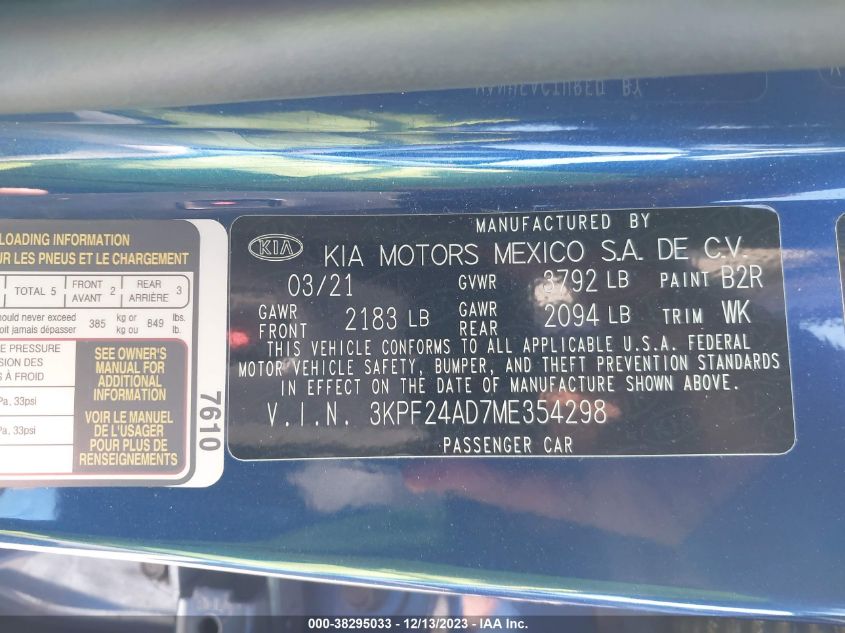 MANUFACTURED BY
KIA KIA MOTORS MEXICO S.A. DE C.V.
03/21 GVWR 3792 LB PAINT B2R
GAWR FRONT 2183 LB GAWR REAR 2094 LB TRIM WK
THIS VEHICLE CONFORMS TO ALL APPLICABLE U.S.A. FEDERAL
MOTOR VEHICLE SAFETY, BUMPER, AND THEFT PREVENTION STANDARDS
IN EFFECT ON THE DATE OF MANUFACTURE SHOWN ABOVE.
V.I.N. 3KPF24AD7ME354298
PASSENGER CAR
LOADING INFORMATION
LES PNEUS ET LE CHARGEMENT
TOTAL 5 FRONT AVANT 2 REAR ARRIÈRE 3
never exceed 385 kg or 849 lbs.
jamais dépasser kg ou lb.
PRESSURE
DES
À FROID
33psi
33psi
SEE OWNER'S
MANUAL FOR
ADDITIONAL
INFORMATION
VOIR LE MANUEL
DE L'USAGER
POUR PLUS DE
RENSEIGNEMENTS
7610
MANUFACTURED BY
000-38295033 - 12/13/2023 - IAA Inc.